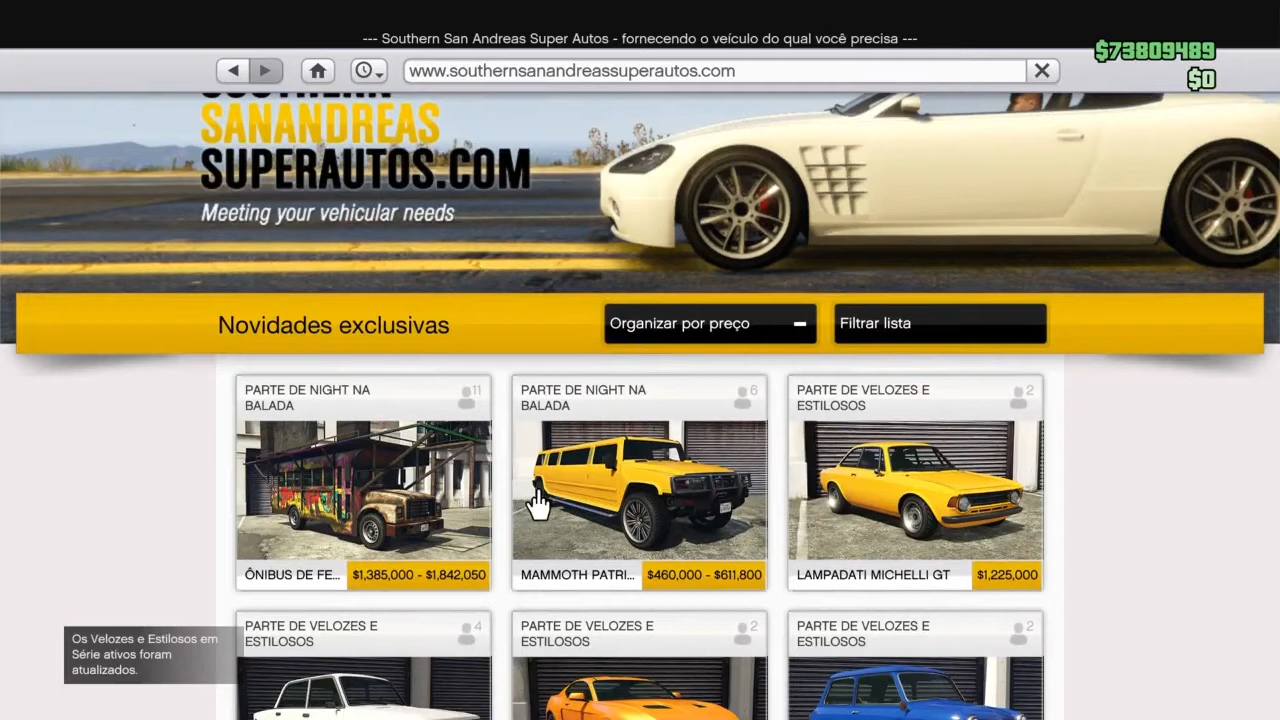 --- Southern San Andreas Super Autos - fornecendo o veículo do qual você precisa ---
$73809489
$0
www.southernsanandreassuperautos.com
SOUTHERN
SANANDREAS
SUPERAUTOS.COM
Meeting your vehicular needs
Novidades exclusivas
Organizar por preço
Filtrar lista
PARTE DE NIGHT NA
BALADA
11
PARTE DE NIGHT NA
BALADA
6
PARTE DE VELOZES E
ESTILOSOS
2
ÔNIBUS DE FE...
$1,385,000 - $1,842,050
MAMMOTH PATRI...
$460,000 - $611,800
LAMPADATI MICHELLI GT
$1,225,000
PARTE DE VELOZES E
ESTILOSOS
4
PARTE DE VELOZES E
ESTILOSOS
2
PARTE DE VELOZES E
ESTILOSOS
2
Os Velozes e Estilosos em
Série ativos foram
atualizados.